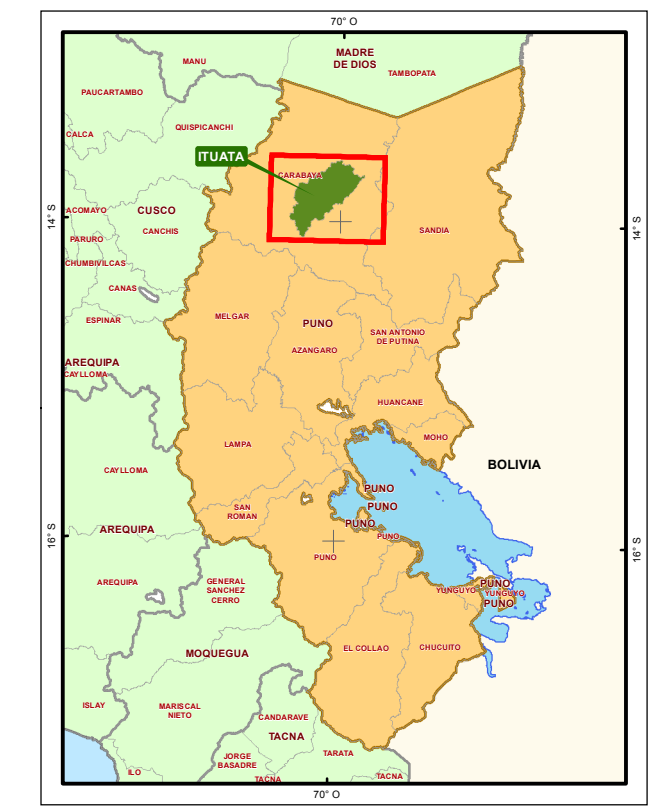 70° O
MADRE
DE DIOS
MANU
TAMBOPATA
PAUCARTAMBO
QUISPICANCHI
CALCA
ITUATA
CARABAYA
14° S
14° S
ACOMAYO
CUSCO
CANCHIS
SANDIA
PARURO
CHUMBIVILCAS
CANAS
ESPINAR
MELGAR
PUNO
SAN ANTONIO
DE PUTINA
AZANGARO
AREQUIPA
CAYLLOMA
HUANCANE
MOHO
LAMPA
BOLIVIA
CAYLLOMA
PUNO
SAN
ROMAN
PUNO
PUNO
AREQUIPA
PUNO
PUNO
16° S
16° S
AREQUIPA
GENERAL
SANCHEZ
CERRO
YUNGUYO
PUNO
YUNGUYO
PUNO
MOQUEGUA
EL COLLAO
CHUCUITO
ISLAY
MARISCAL
NIETO
CANDARAVE
TACNA
JORGE
BASADRE
TARATA
ILO
TACNA
TACNA
70° O